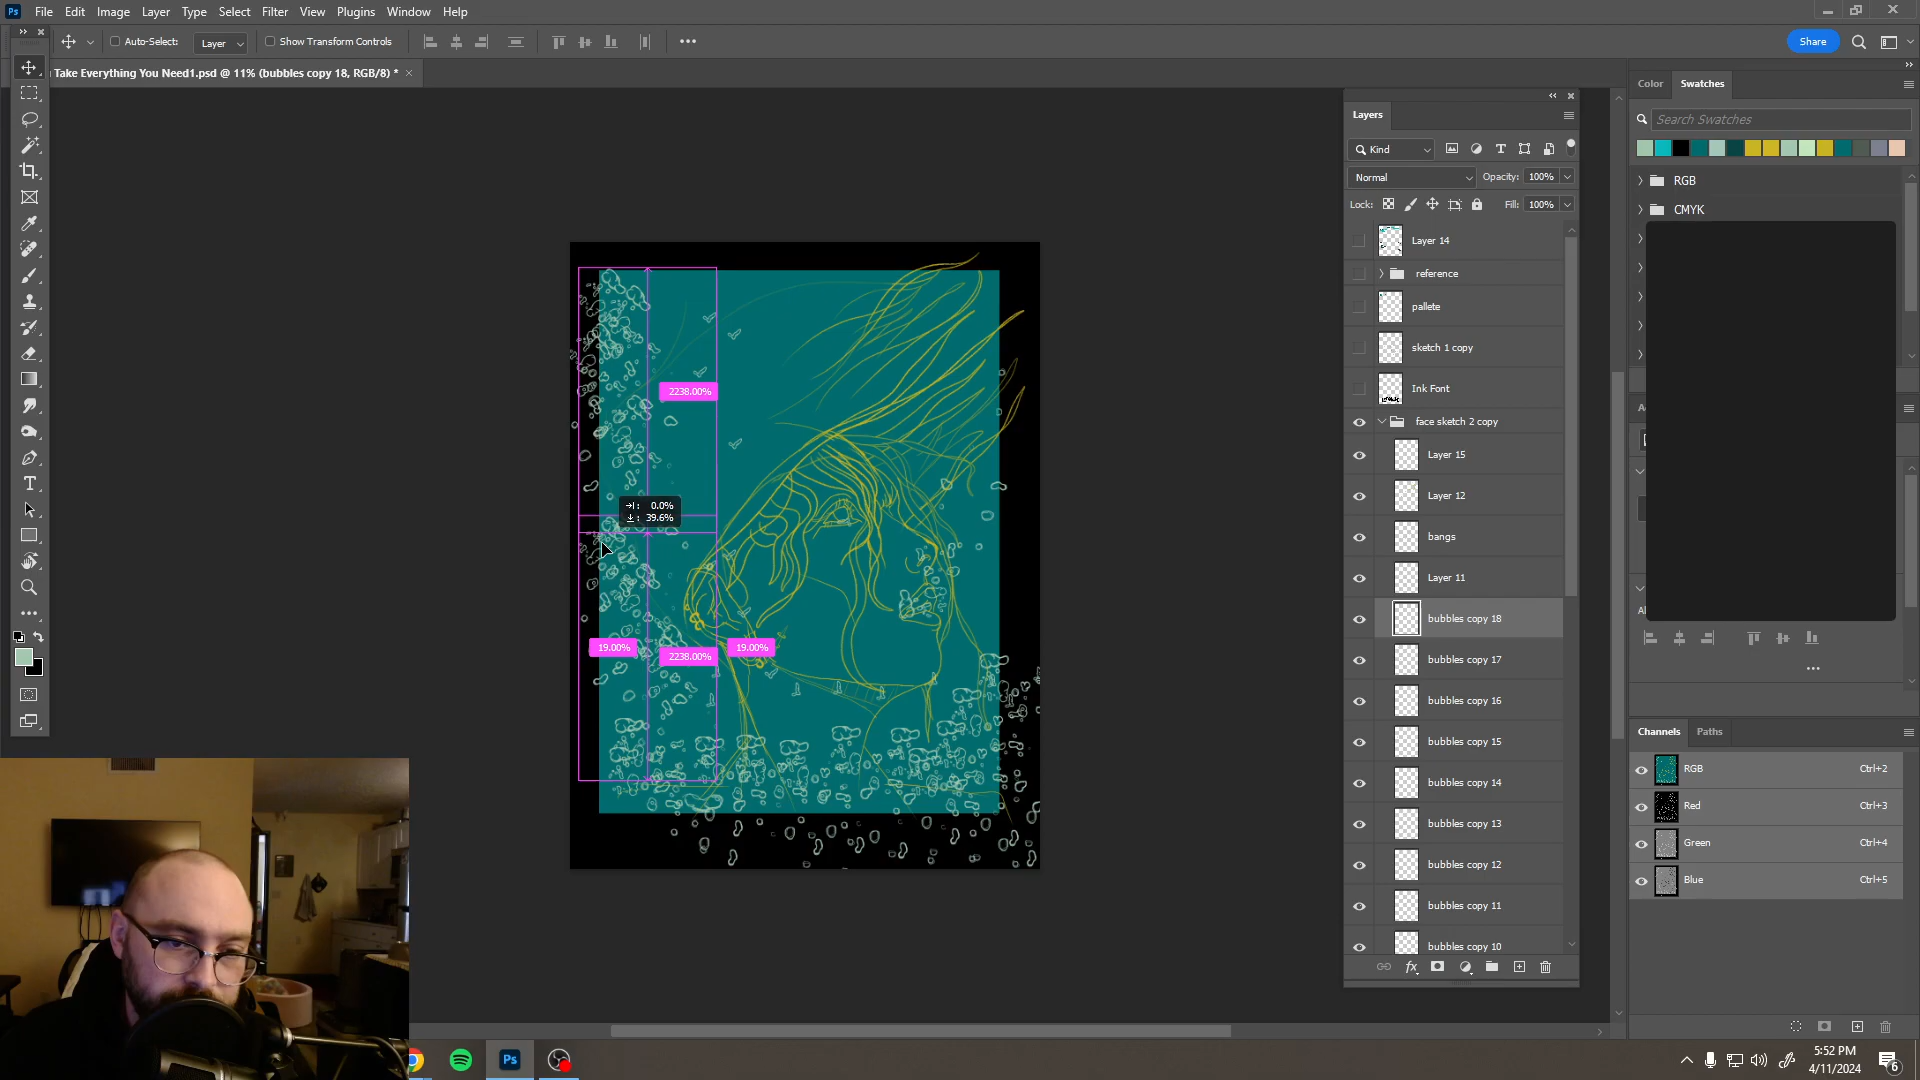 Ps File Edit Image Layer Type Select Filter View Plugins Window Help
Auto-Select: Layer Show Transform Controls Share
Take Everything You Need1.psd @ 11% (bubbles copy 18, RGB/8) *
Layers
Kind
Normal Opacity: 100%
Lock: Fill: 100%
Layer 14
reference
pallete
sketch 1 copy
Ink Font
face sketch 2 copy
Layer 15
Layer 12
bangs
Layer 11
bubbles copy 18
bubbles copy 17
bubbles copy 16
bubbles copy 15
bubbles copy 14
bubbles copy 13
bubbles copy 12
bubbles copy 11
bubbles copy 10
fx
Color Swatches
Search Swatches
RGB
CMYK
Channels Paths
RGB Ctrl+2
Red Ctrl+3
Green Ctrl+4
Blue Ctrl+5
2238.00%
0.0%
39.6%
19.00% 2238.00% 19.00%
Ps
5:52 PM
4/11/2024
6